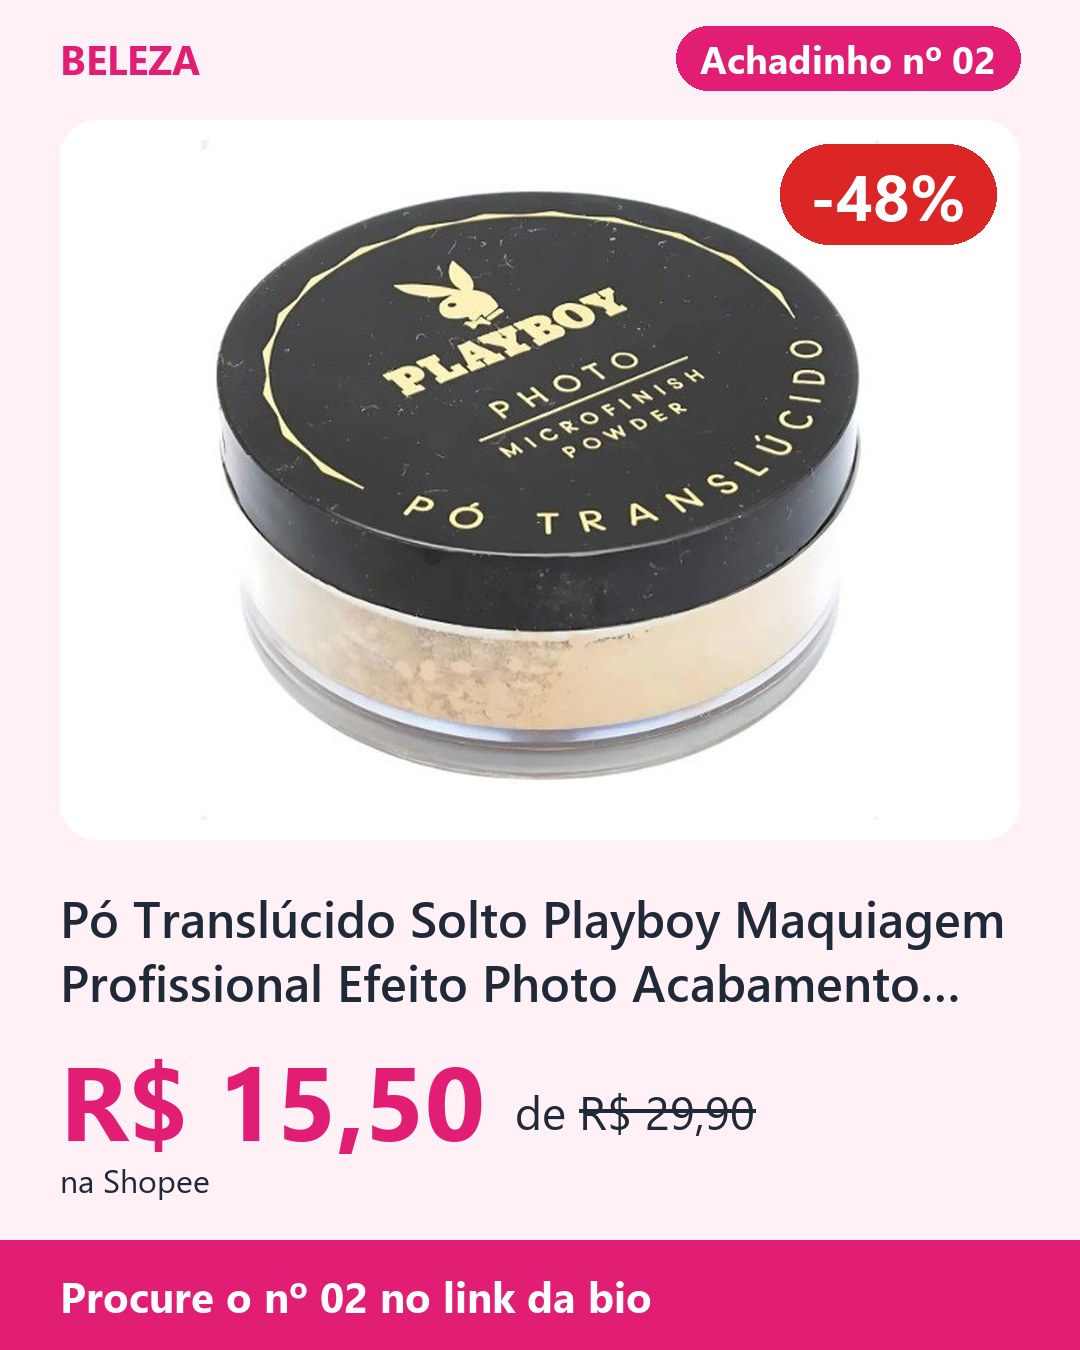 BELEZA
Achadinho nº 02
-48%
PLAYBOY
PHOTO
MICROFINISH
POWDER
PÓ TRANSLÚCIDO
Pó Translúcido Solto Playboy Maquiagem
Profissional Efeito Photo Acabamento...
R$ 15,50 de R$ 29,90
na Shopee
Procure o nº 02 no link da bio